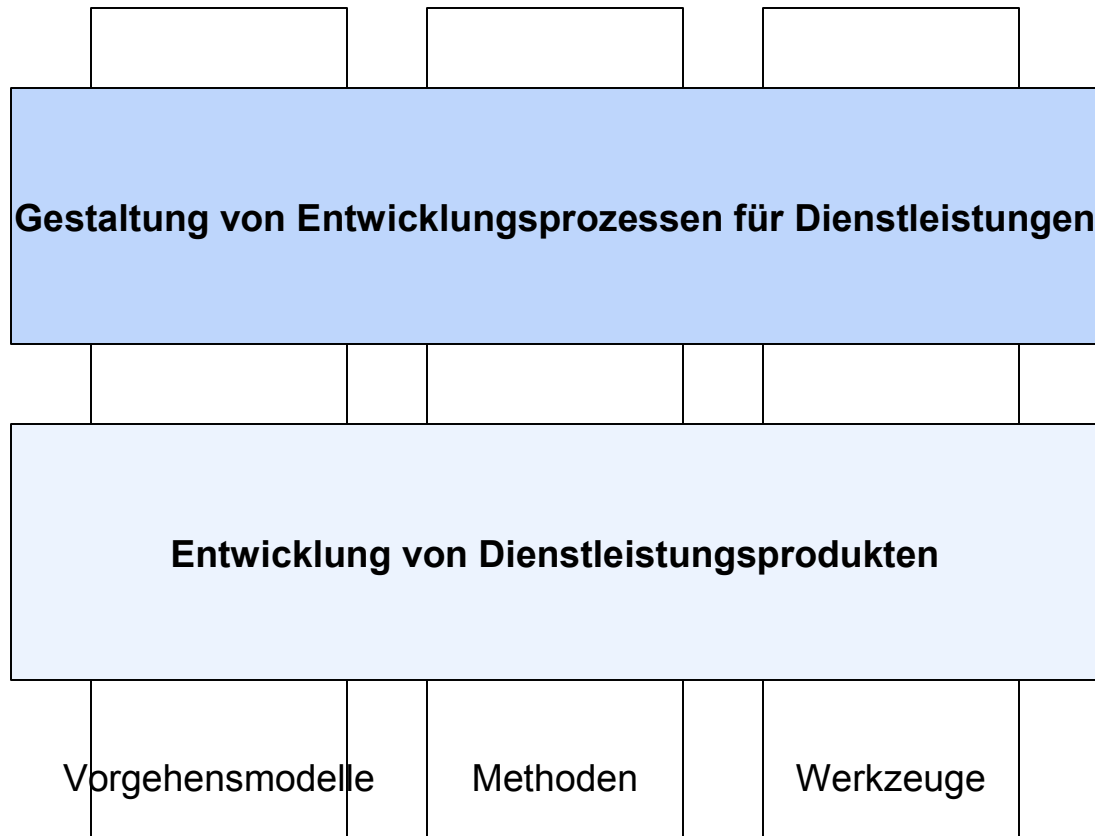 Gestaltung von Entwicklungsprozessen für Dienstleistungen
Entwicklung von Dienstleistungsprodukten
Vorgehensmodelle
Methoden
Werkzeuge